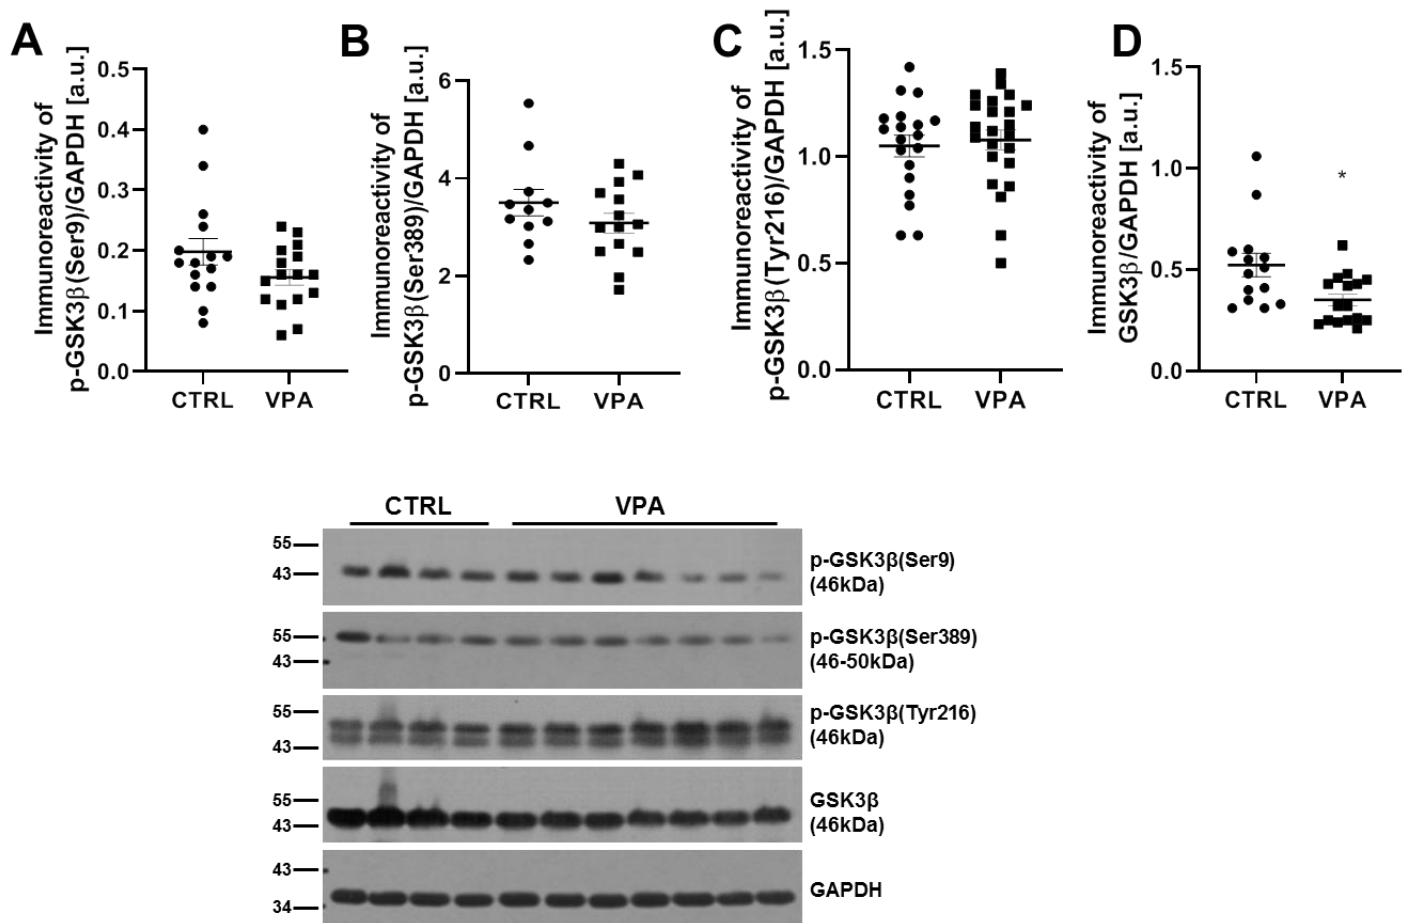 A
Immunoreactivity of
p-GSK3β(Ser9)/GAPDH [a.u.]
0.5
0.4
0.3
0.2
0.1
0.0
CTRL VPA
B
Immunoreactivity of
p-GSK3β(Ser389)/GAPDH [a.u.]
6
4
2
0
CTRL VPA
C
Immunoreactivity of
p-GSK3β(Tyr216)/GAPDH [a.u.]
1.5
1.0
0.5
0.0
CTRL VPA
D
Immunoreactivity of
GSK3β/GAPDH [a.u.]
1.5
1.0
0.5
0.0
*
CTRL VPA
CTRL VPA
55
43
p-GSK3β(Ser9)
(46kDa)
55
43
p-GSK3β(Ser389)
(46-50kDa)
55
43
p-GSK3β(Tyr216)
(46kDa)
55
43
GSK3β
(46kDa)
43
34
GAPDH